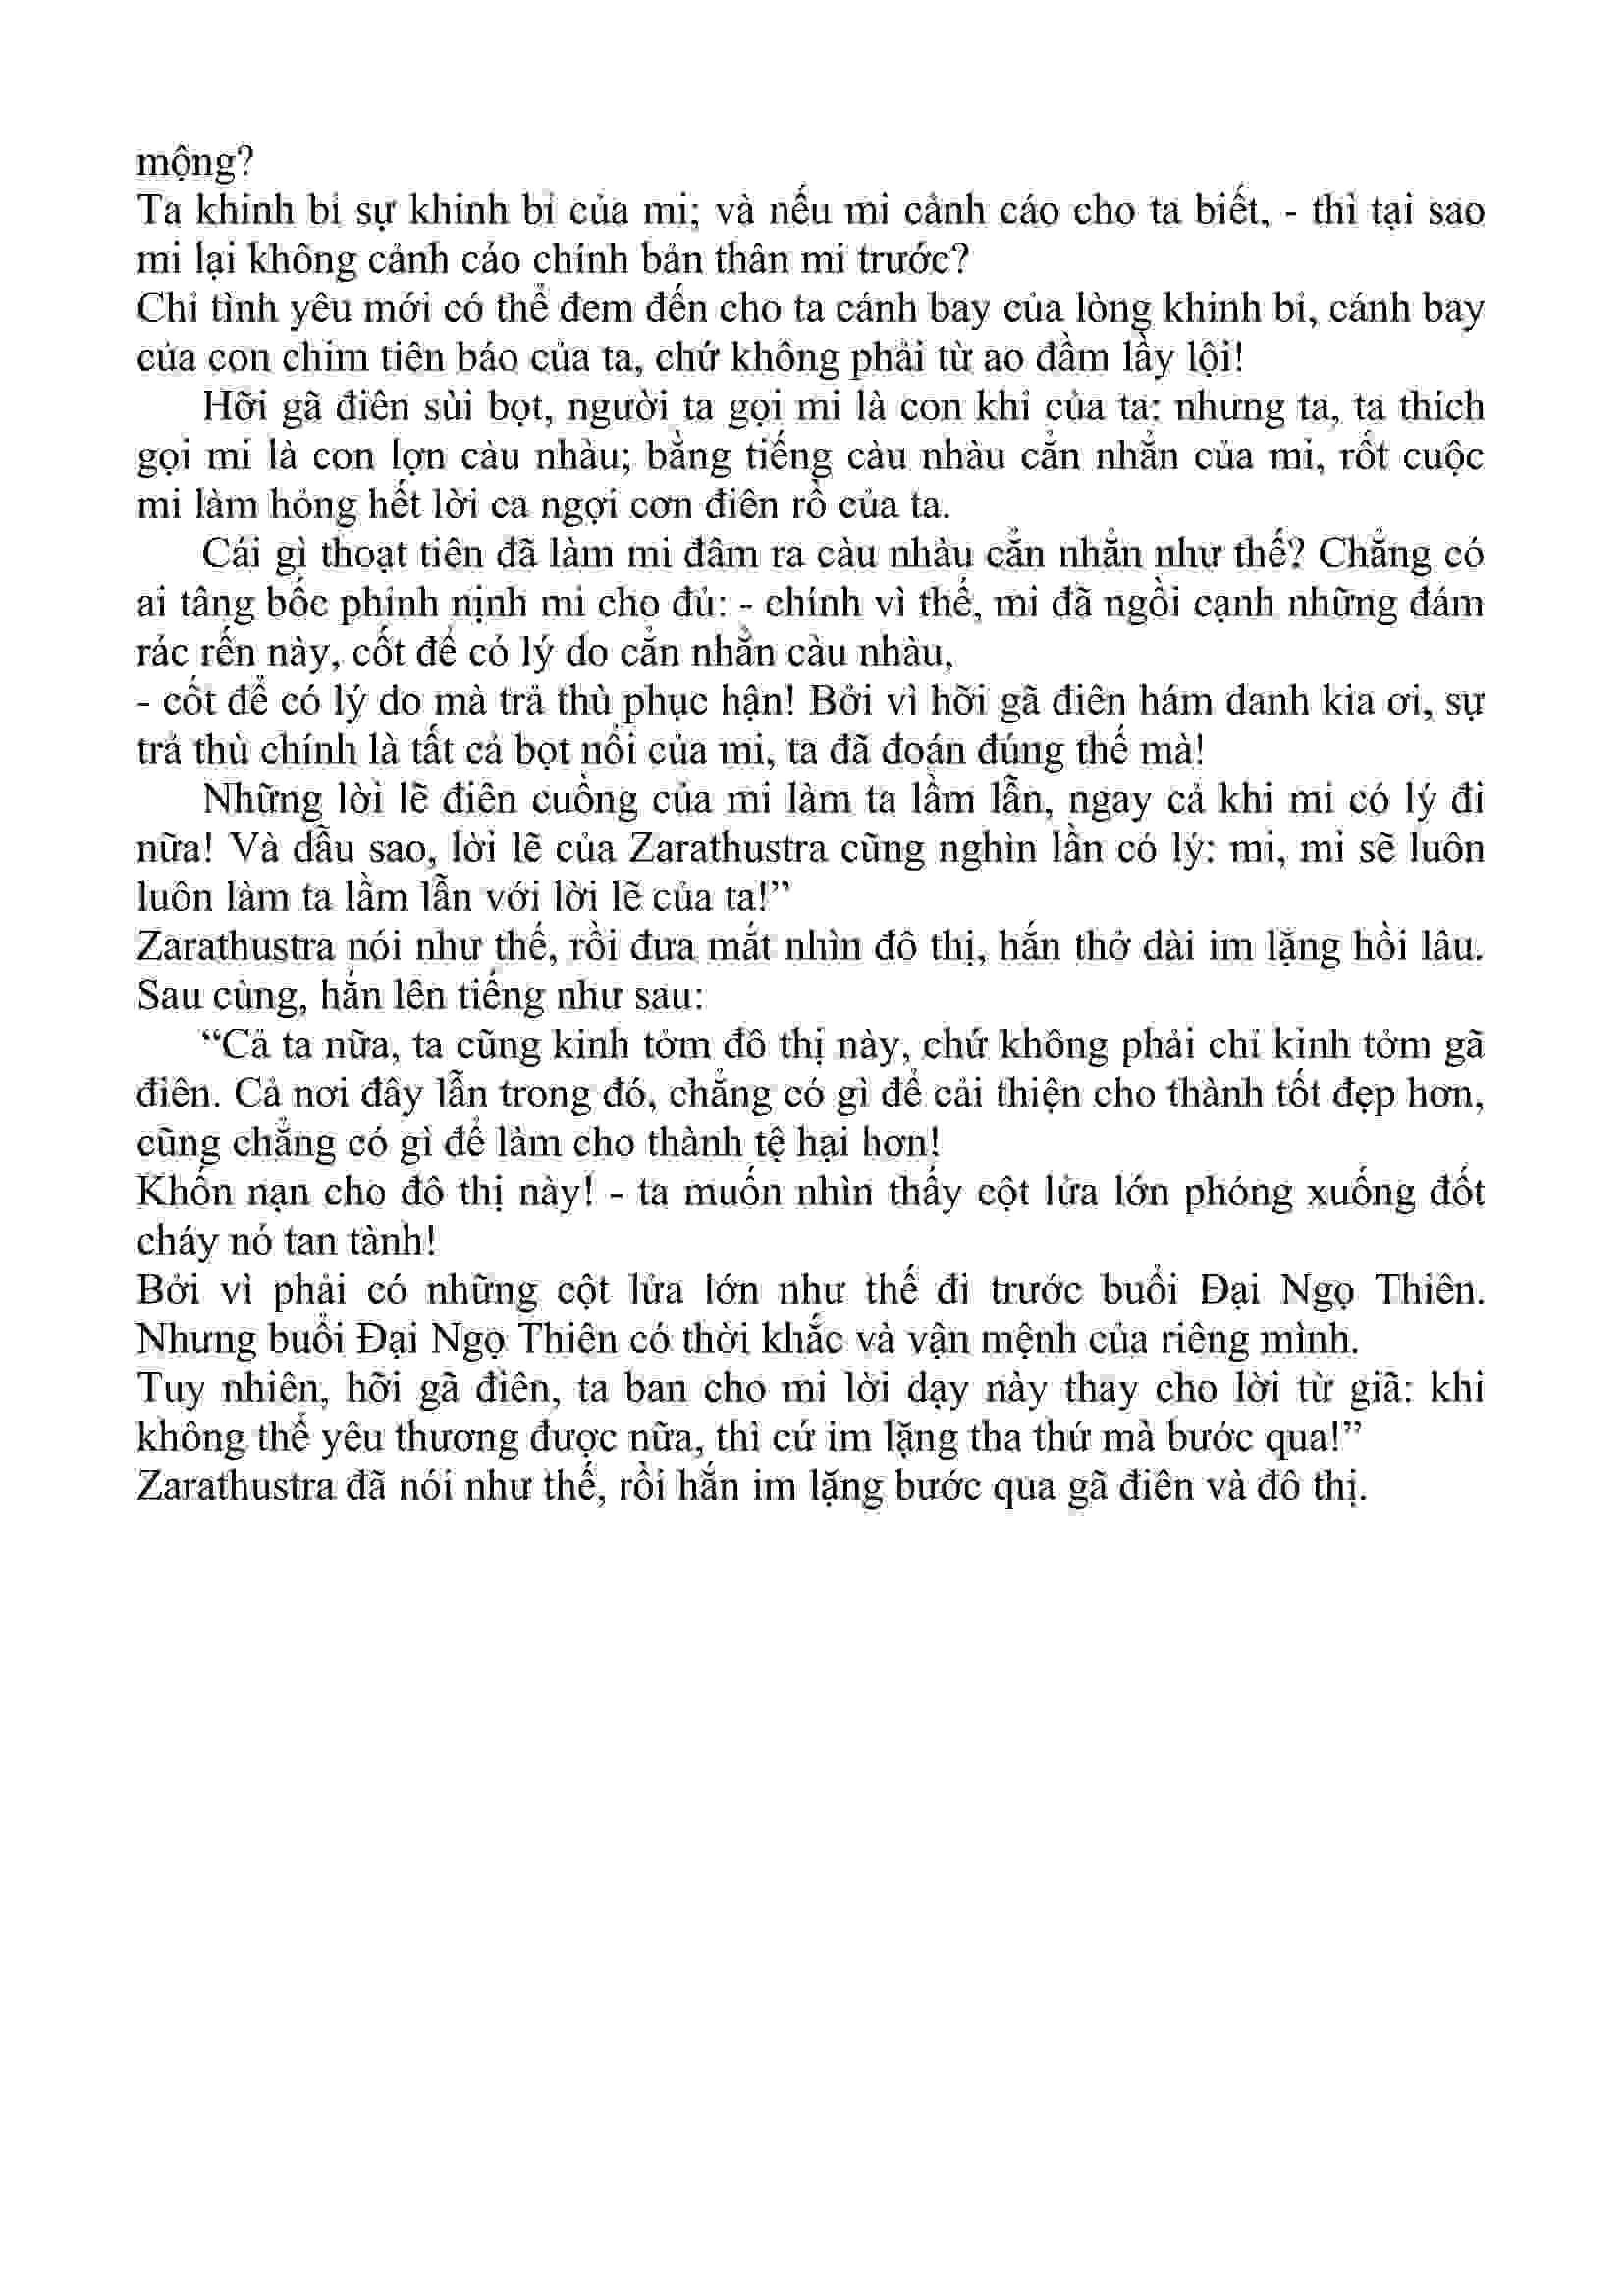 mộng?
Ta khinh bỉ sự khinh bỉ của mi; và nếu mi cảnh cáo cho ta biết, - thì tại sao
mi lại không cảnh cáo chính bản thân mi trước?
Chỉ tình yêu mới có thể đem đến cho ta cánh bay của lòng khinh bỉ, cánh bay
của con chim tiên báo của ta, chứ không phải từ ao đầm lầy lội!
Hỡi gã điên sùi bọt, người ta gọi mi là con khỉ của ta: nhưng ta, ta thích
gọi mi là con lợn càu nhàu; bằng tiếng càu nhàu cằn nhằn của mi, rốt cuộc
mi làm hỏng hết lời ca ngợi cơn điên rồ của ta.
Cái gì thoạt tiên đã làm mi đâm ra càu nhàu cằn nhằn như thế? Chẳng có
ai tâng bốc phỉnh nịnh mi cho đủ: - chính vì thế, mi đã ngồi cạnh những đám
rác rến này, cốt để có lý do cằn nhằn càu nhàu,
- cốt để có lý do mà trả thù phục hận! Bởi vì hỡi gã điên hám danh kia ơi, sự
trả thù chính là tất cả bọt nổi của mi, ta đã đoán đúng thế mà!
Những lời lẽ điên cuồng của mi làm ta lầm lẫn, ngay cả khi mi có lý đi
nữa! Và dẫu sao, lời lẽ của Zarathustra cũng nghìn lần có lý: mi, mi sẽ luôn
luôn làm ta lầm lẫn với lời lẽ của ta!”
Zarathustra nói như thế, rồi đưa mắt nhìn đô thị, hắn thở dài im lặng hồi lâu.
Sau cùng, hắn lên tiếng như sau:
“Cả ta nữa, ta cũng kinh tởm đô thị này, chứ không phải chỉ kinh tởm gã
điên. Cả nơi đây lẫn trong đó, chẳng có gì để cải thiện cho thành tốt đẹp hơn,
cũng chẳng có gì để làm cho thành tệ hại hơn!
Khốn nạn cho đô thị này! - ta muốn nhìn thấy cột lửa lớn phóng xuống đốt
cháy nó tan tành!
Bởi vì phải có những cột lửa lớn như thế đi trước buổi Đại Ngọ Thiên.
Nhưng buổi Đại Ngọ Thiên có thời khắc và vận mệnh của riêng mình.
Tuy nhiên, hỡi gã điên, ta ban cho mi lời dạy này thay cho lời từ giã: khi
không thể yêu thương được nữa, thì cứ im lặng tha thứ mà bước qua!”
Zarathustra đã nói như thế, rồi hắn im lặng bước qua gã điên và đô thị.